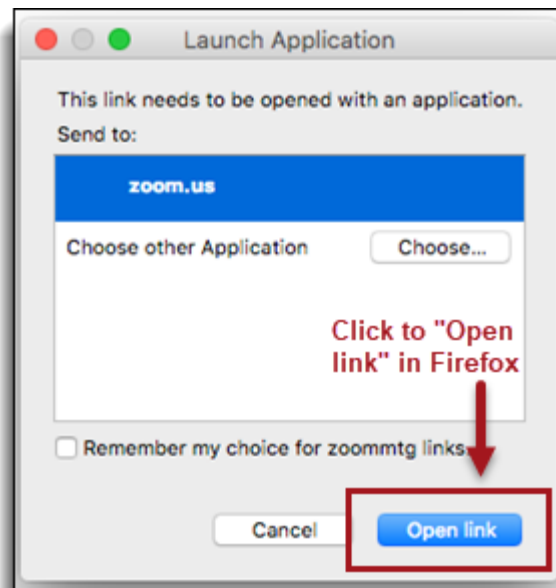 Launch Application
This link needs to be opened with an application.
Send to:
zoom.us
Choose other Application
Choose...
Click to "Open
link" in Firefox
Remember my choice for zoommtg links.
Cancel
Open link